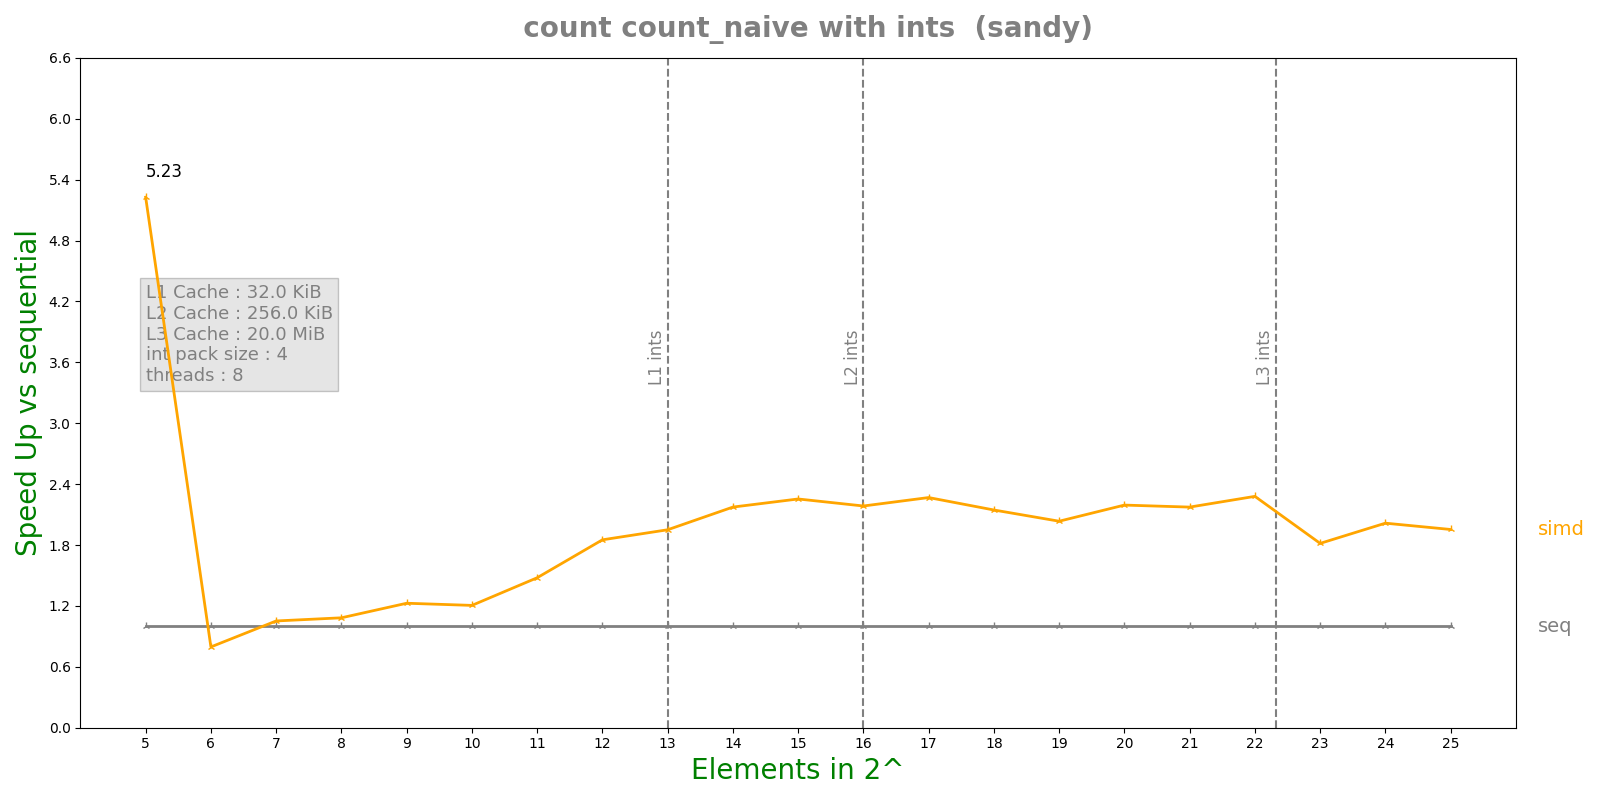 count count_naive with ints (sandy)
6.6
6.0
5.4
4.8
4.2
3.6
3.0
2.4
1.8
1.2
0.6
0.0
Speed Up vs sequential
5.23
L1 Cache : 32.0 KiB
L2 Cache : 256.0 KiB
L3 Cache : 20.0 MiB
int pack size : 4
threads : 8
L1 ints
L2 ints
L3 ints
simd
seq
5 6 7 8 9 10 11 12 13 14 15 16 17 18 19 20 21 22 23 24 25
Elements in 2^